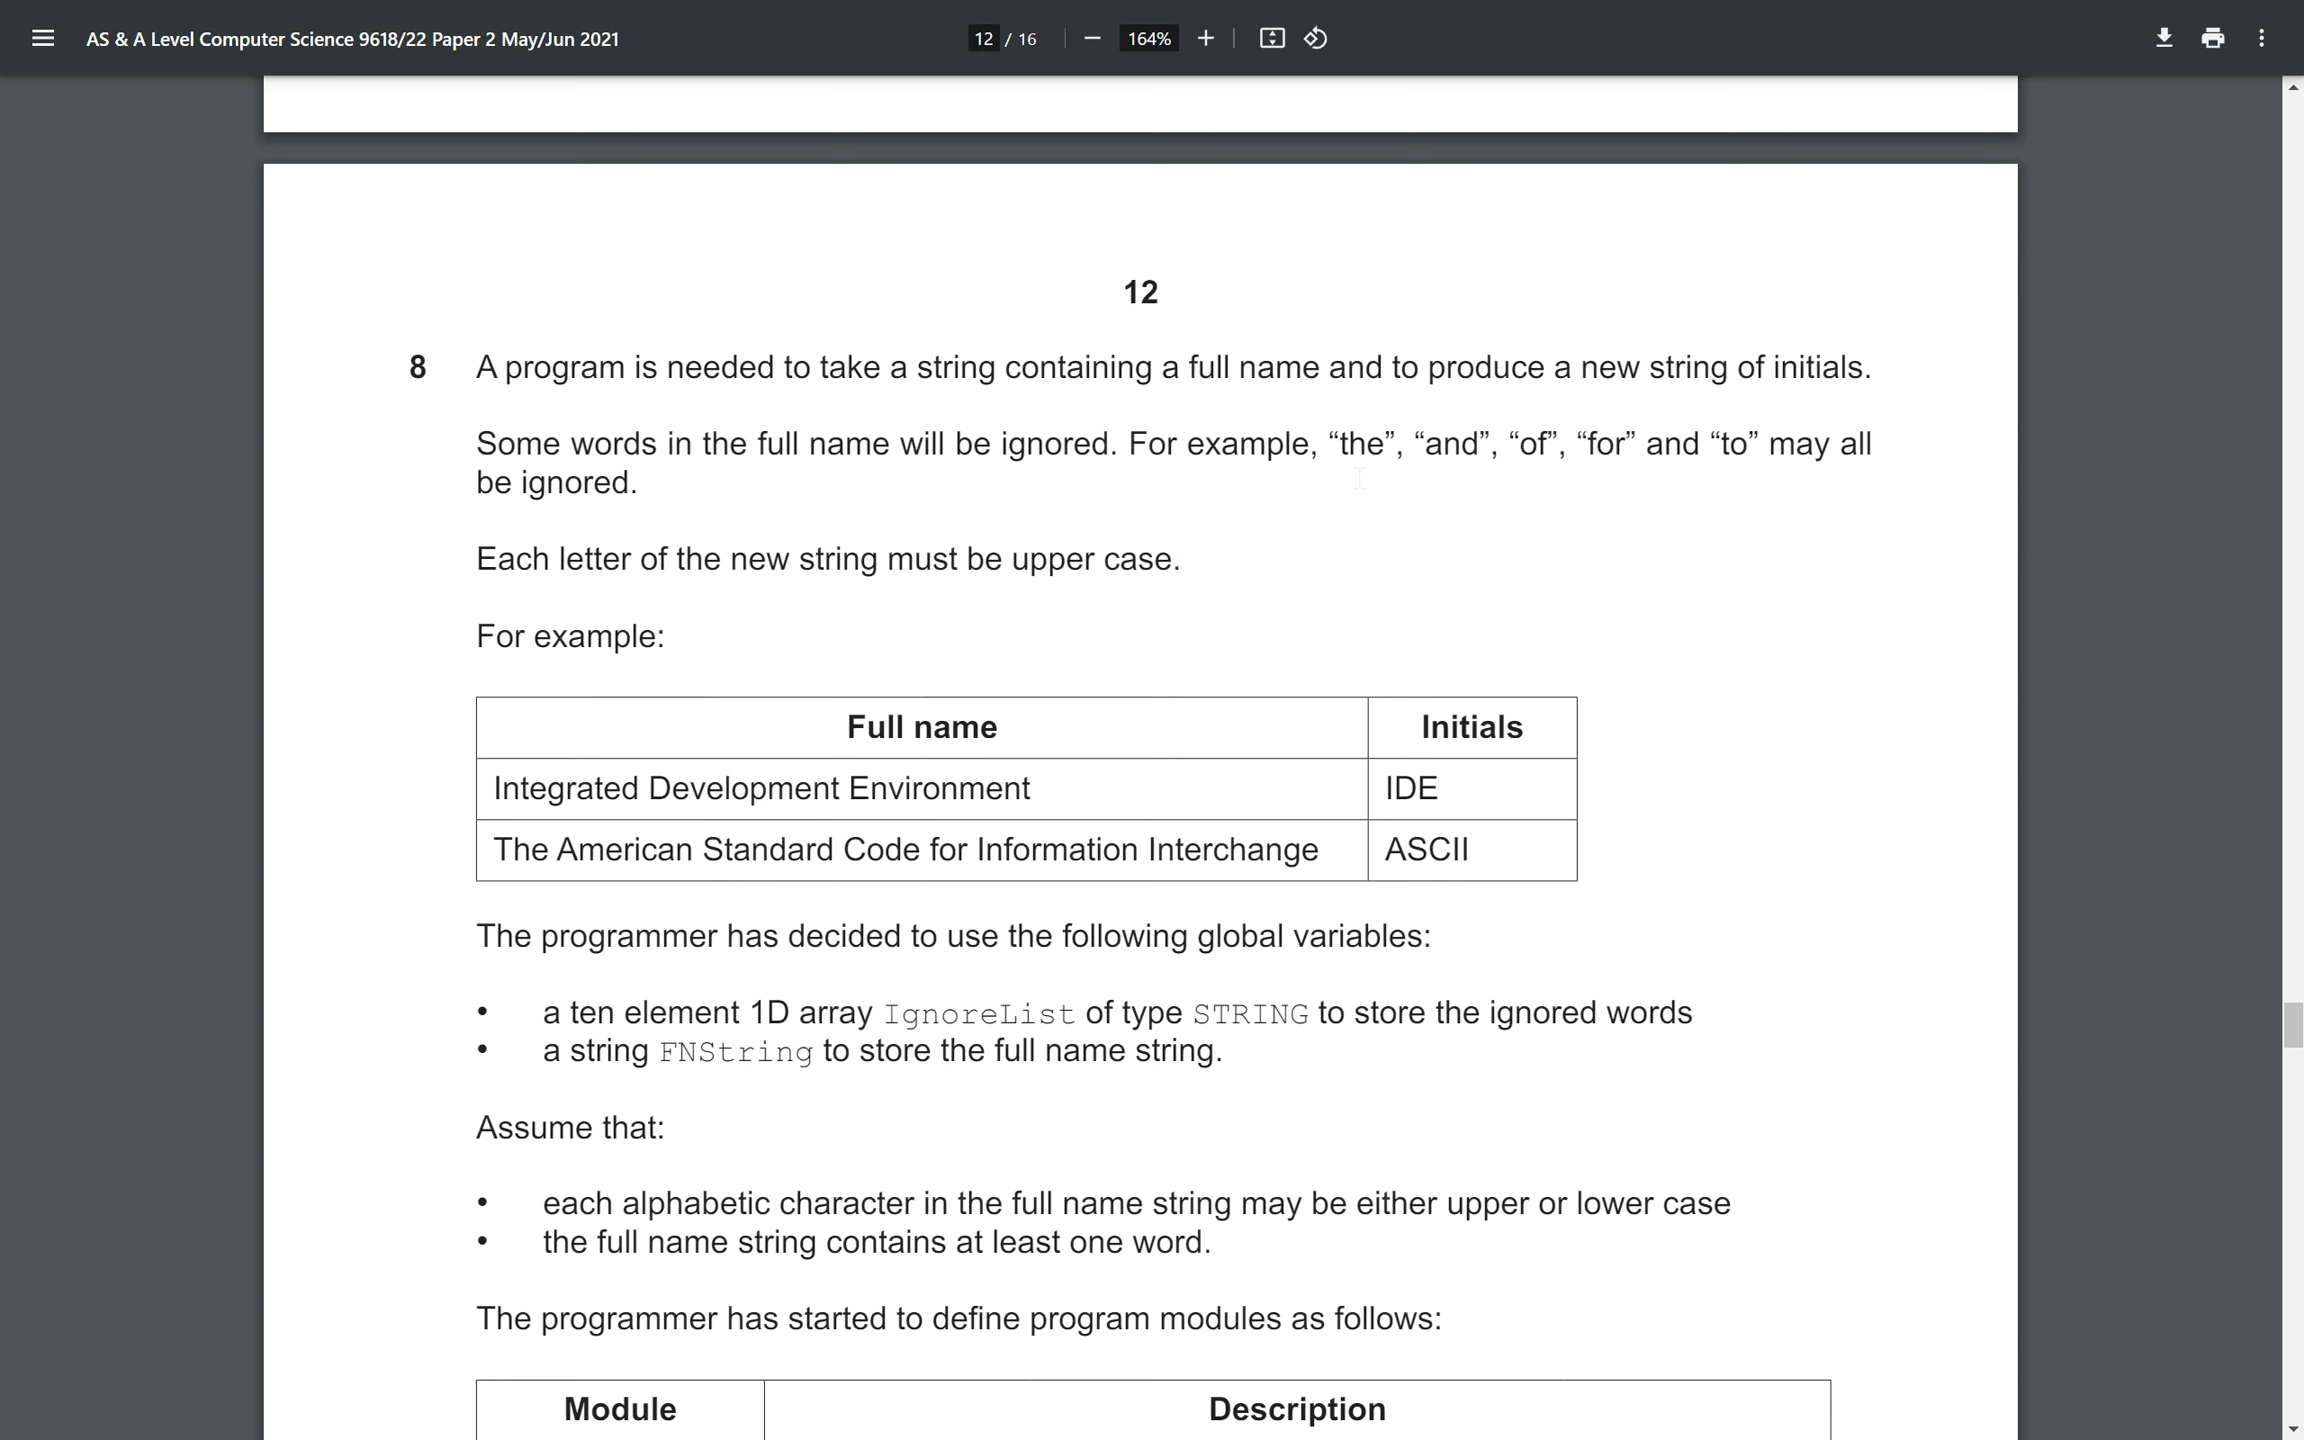 AS & A Level Computer Science 9618/22 Paper 2 May/Jun 2021
12 / 16
164%
12
8 A program is needed to take a string containing a full name and to produce a new string of initials.
Some words in the full name will be ignored. For example, “the”, “and”, “of”, “for” and “to” may all
be ignored.
Each letter of the new string must be upper case.
For example:
Full name Initials
Integrated Development Environment IDE
The American Standard Code for Information Interchange ASCII
The programmer has decided to use the following global variables:
• a ten element 1D array IgnoreList of type STRING to store the ignored words
• a string FNString to store the full name string.
Assume that:
• each alphabetic character in the full name string may be either upper or lower case
• the full name string contains at least one word.
The programmer has started to define program modules as follows:
Module Description